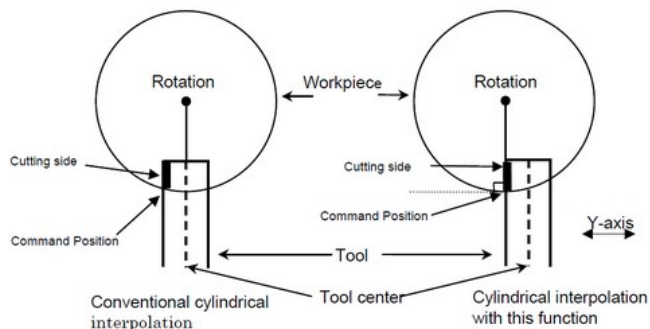 Rotation
Workpiece
Rotation
Cutting side
Cutting side
Command Position
Command Position
Y-axis
Tool
Tool center
Conventional cylindrical
interpolation
Cylindrical interpolation
with this function